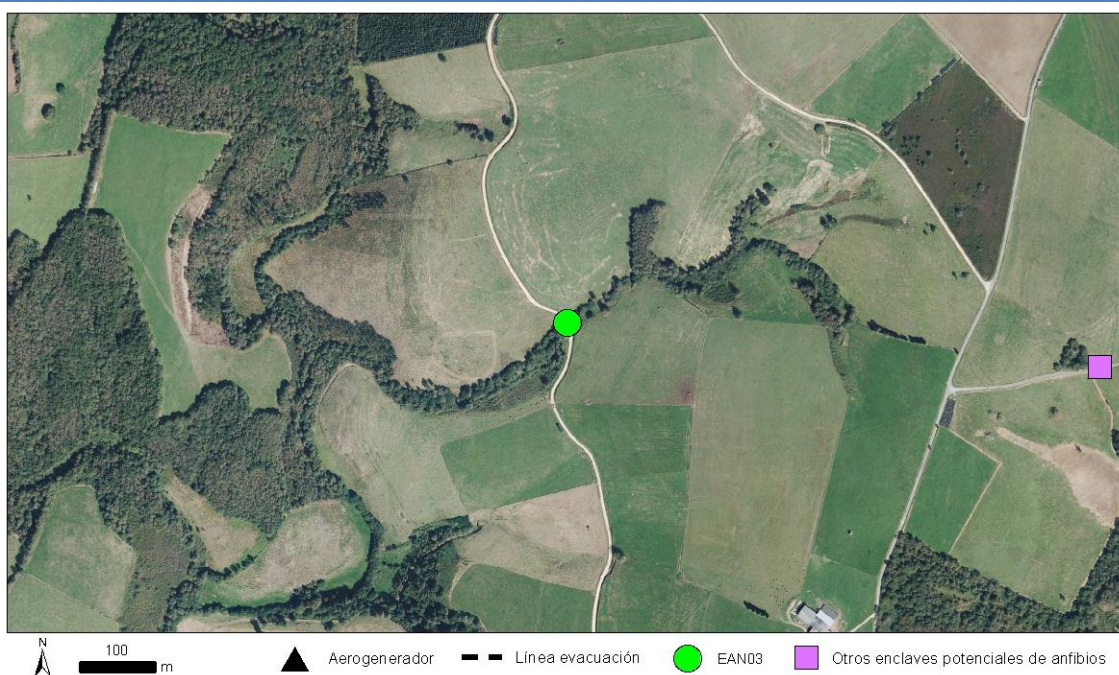 N
100
m
Aerogenerador
Línea evacuación
EAN03
Otros enclaves potenciales de anfibios